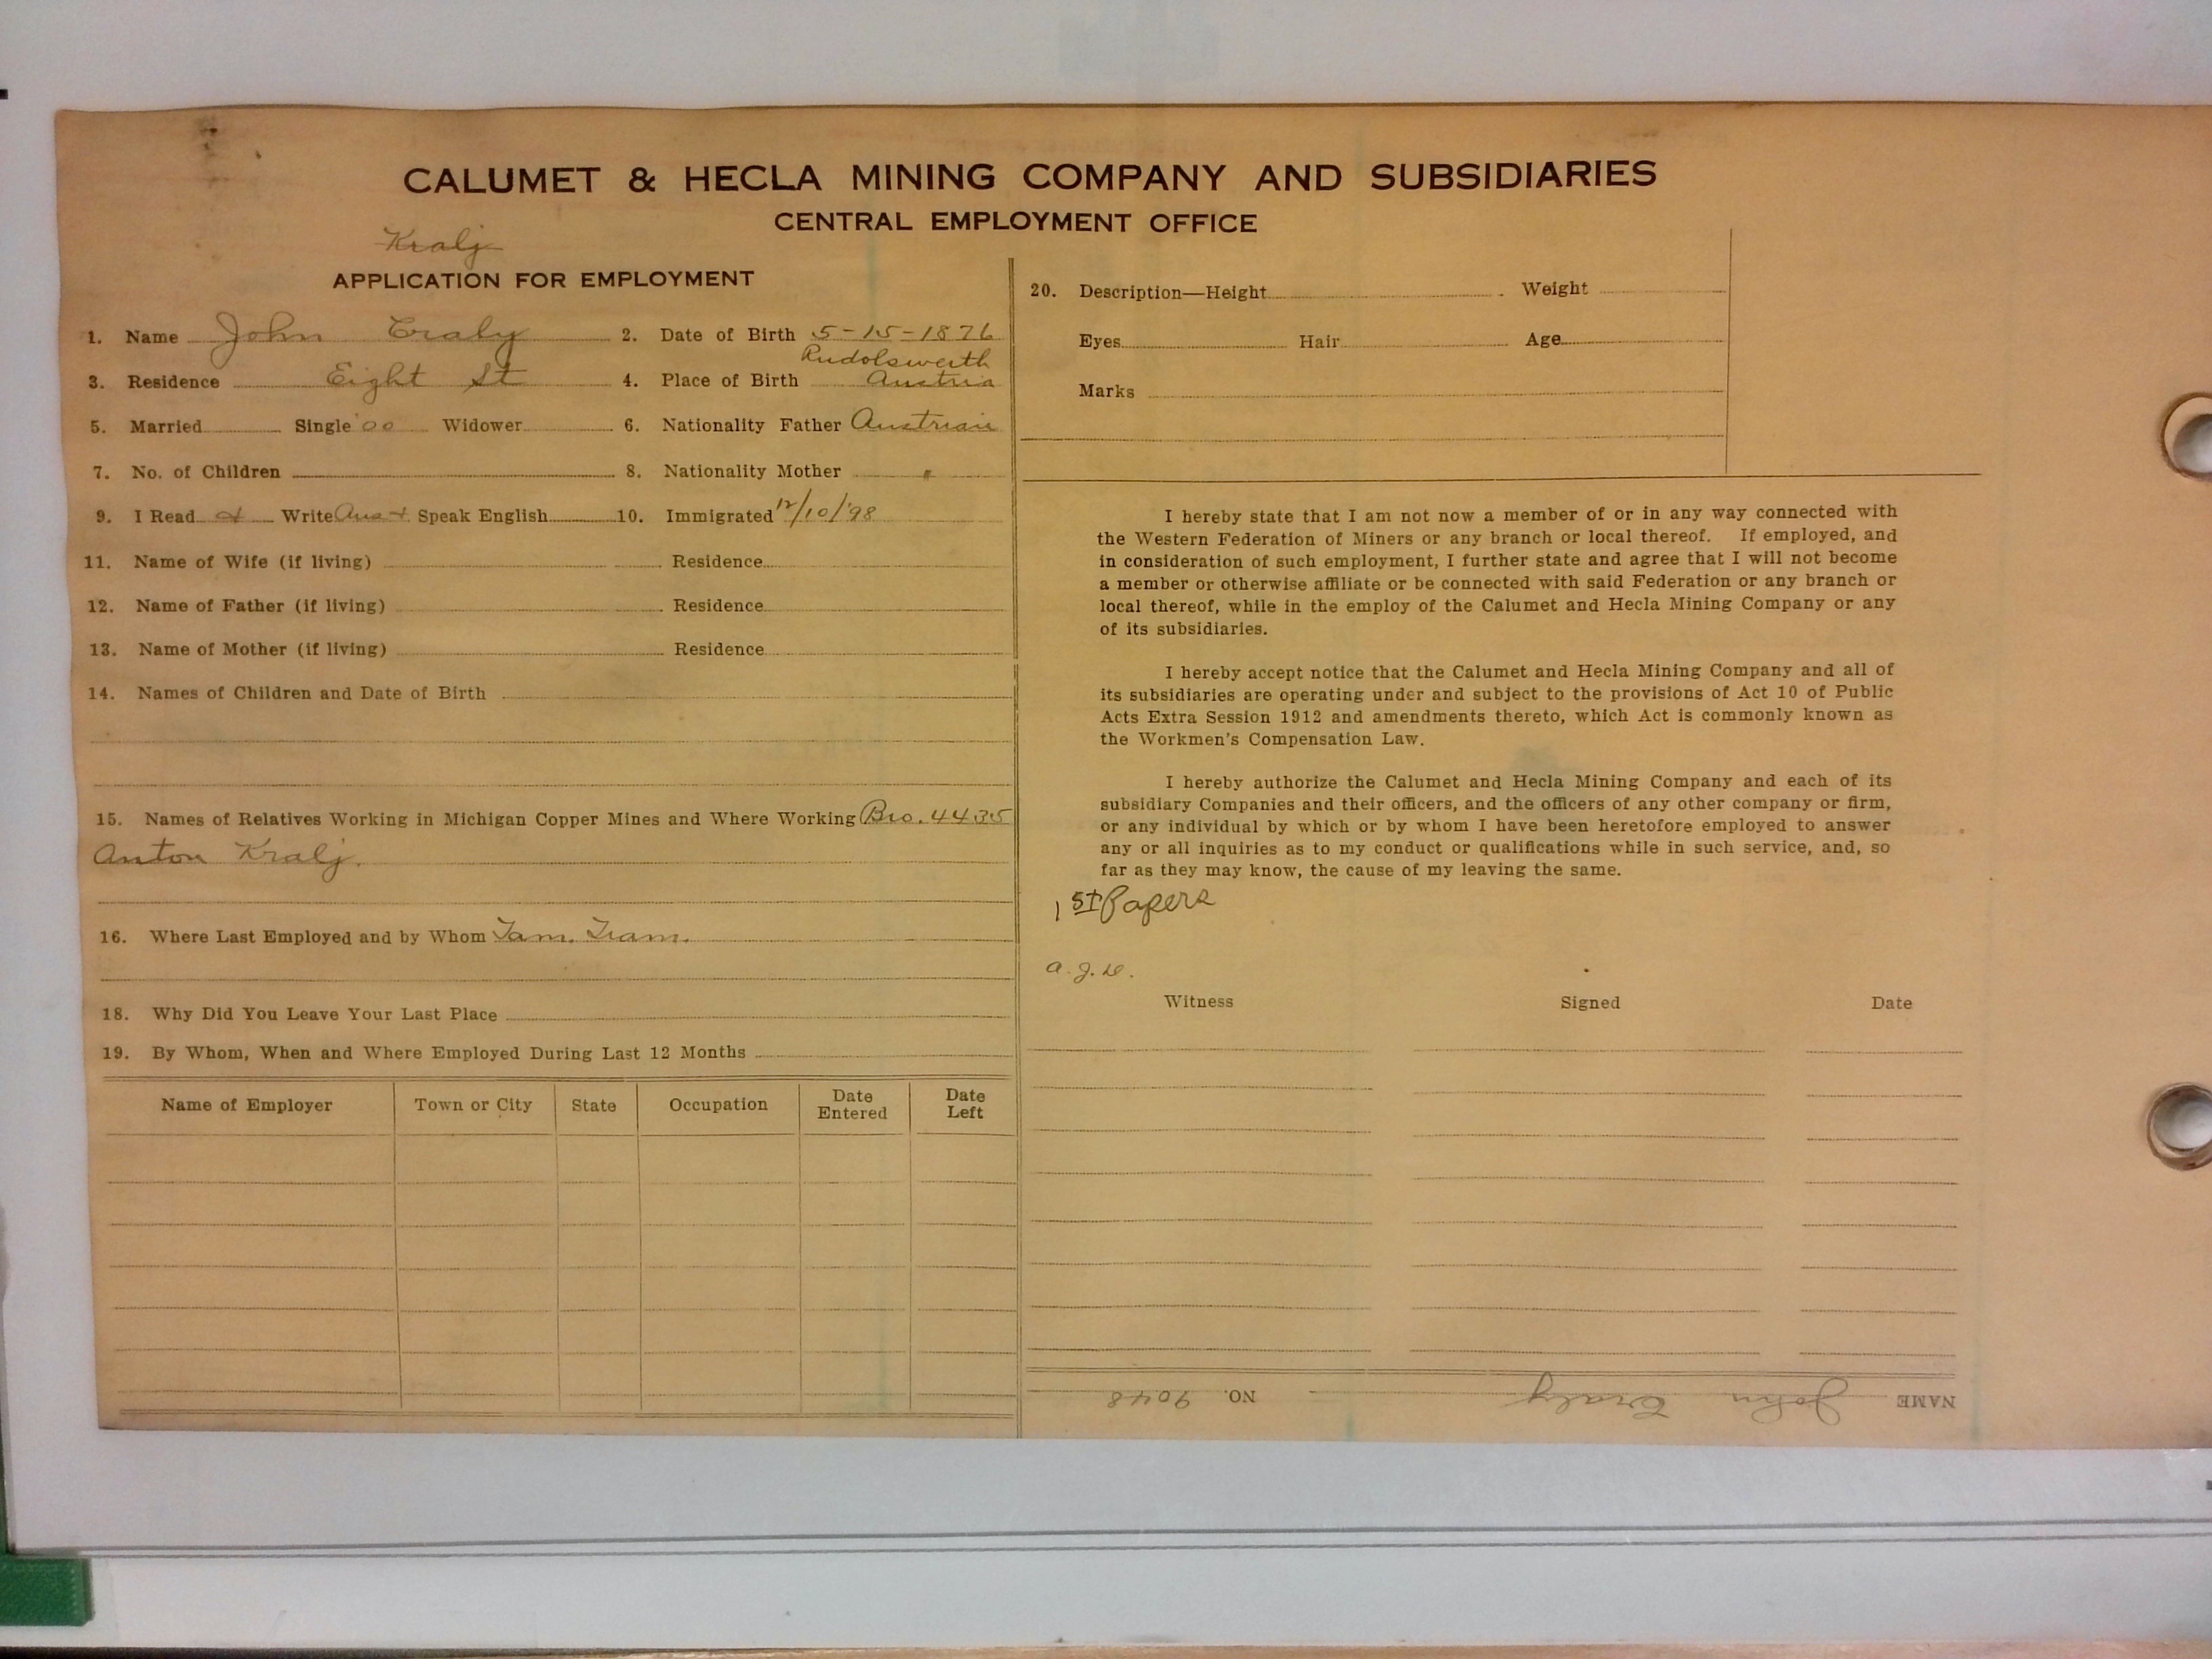 CALUMET & HECLA MINING COMPANY AND SUBSIDIARIES
CENTRAL EMPLOYMENT OFFICE
Kralj
APPLICATION FOR EMPLOYMENT
1. Name John Craly 2. Date of Birth 5-15-1876
Rudolswerth
3. Residence Eight St 4. Place of Birth Austria
5. Married Single oo Widower 6. Nationality Father Austrian
7. No. of Children 8. Nationality Mother "
9. I Read & Write Aus + Speak English 10. Immigrated 12/10/'98
11. Name of Wife (if living) Residence
12. Name of Father (if living) Residence
13. Name of Mother (if living) Residence
14. Names of Children and Date of Birth
15. Names of Relatives Working in Michigan Copper Mines and Where Working Bro. 4435
Anton Kralj.
16. Where Last Employed and by Whom Tam. Tram.
18. Why Did You Leave Your Last Place
19. By Whom, When and Where Employed During Last 12 Months
Name of Employer Town or City State Occupation Date Entered Date Left
20. Description—Height Weight
Eyes Hair Age
Marks
I hereby state that I am not now a member of or in any way connected with
the Western Federation of Miners or any branch or local thereof. If employed, and
in consideration of such employment, I further state and agree that I will not become
a member or otherwise affiliate or be connected with said Federation or any branch or
local thereof, while in the employ of the Calumet and Hecla Mining Company or any
of its subsidiaries.
I hereby accept notice that the Calumet and Hecla Mining Company and all of
its subsidiaries are operating under and subject to the provisions of Act 10 of Public
Acts Extra Session 1912 and amendments thereto, which Act is commonly known as
the Workmen's Compensation Law.
I hereby authorize the Calumet and Hecla Mining Company and each of its
subsidiary Companies and their officers, and the officers of any other company or firm,
or any individual by which or by whom I have been heretofore employed to answer
any or all inquiries as to my conduct or qualifications while in such service, and, so
far as they may know, the cause of my leaving the same.
1st Papers
Witness Signed Date
NAME John Craly NO. 9048